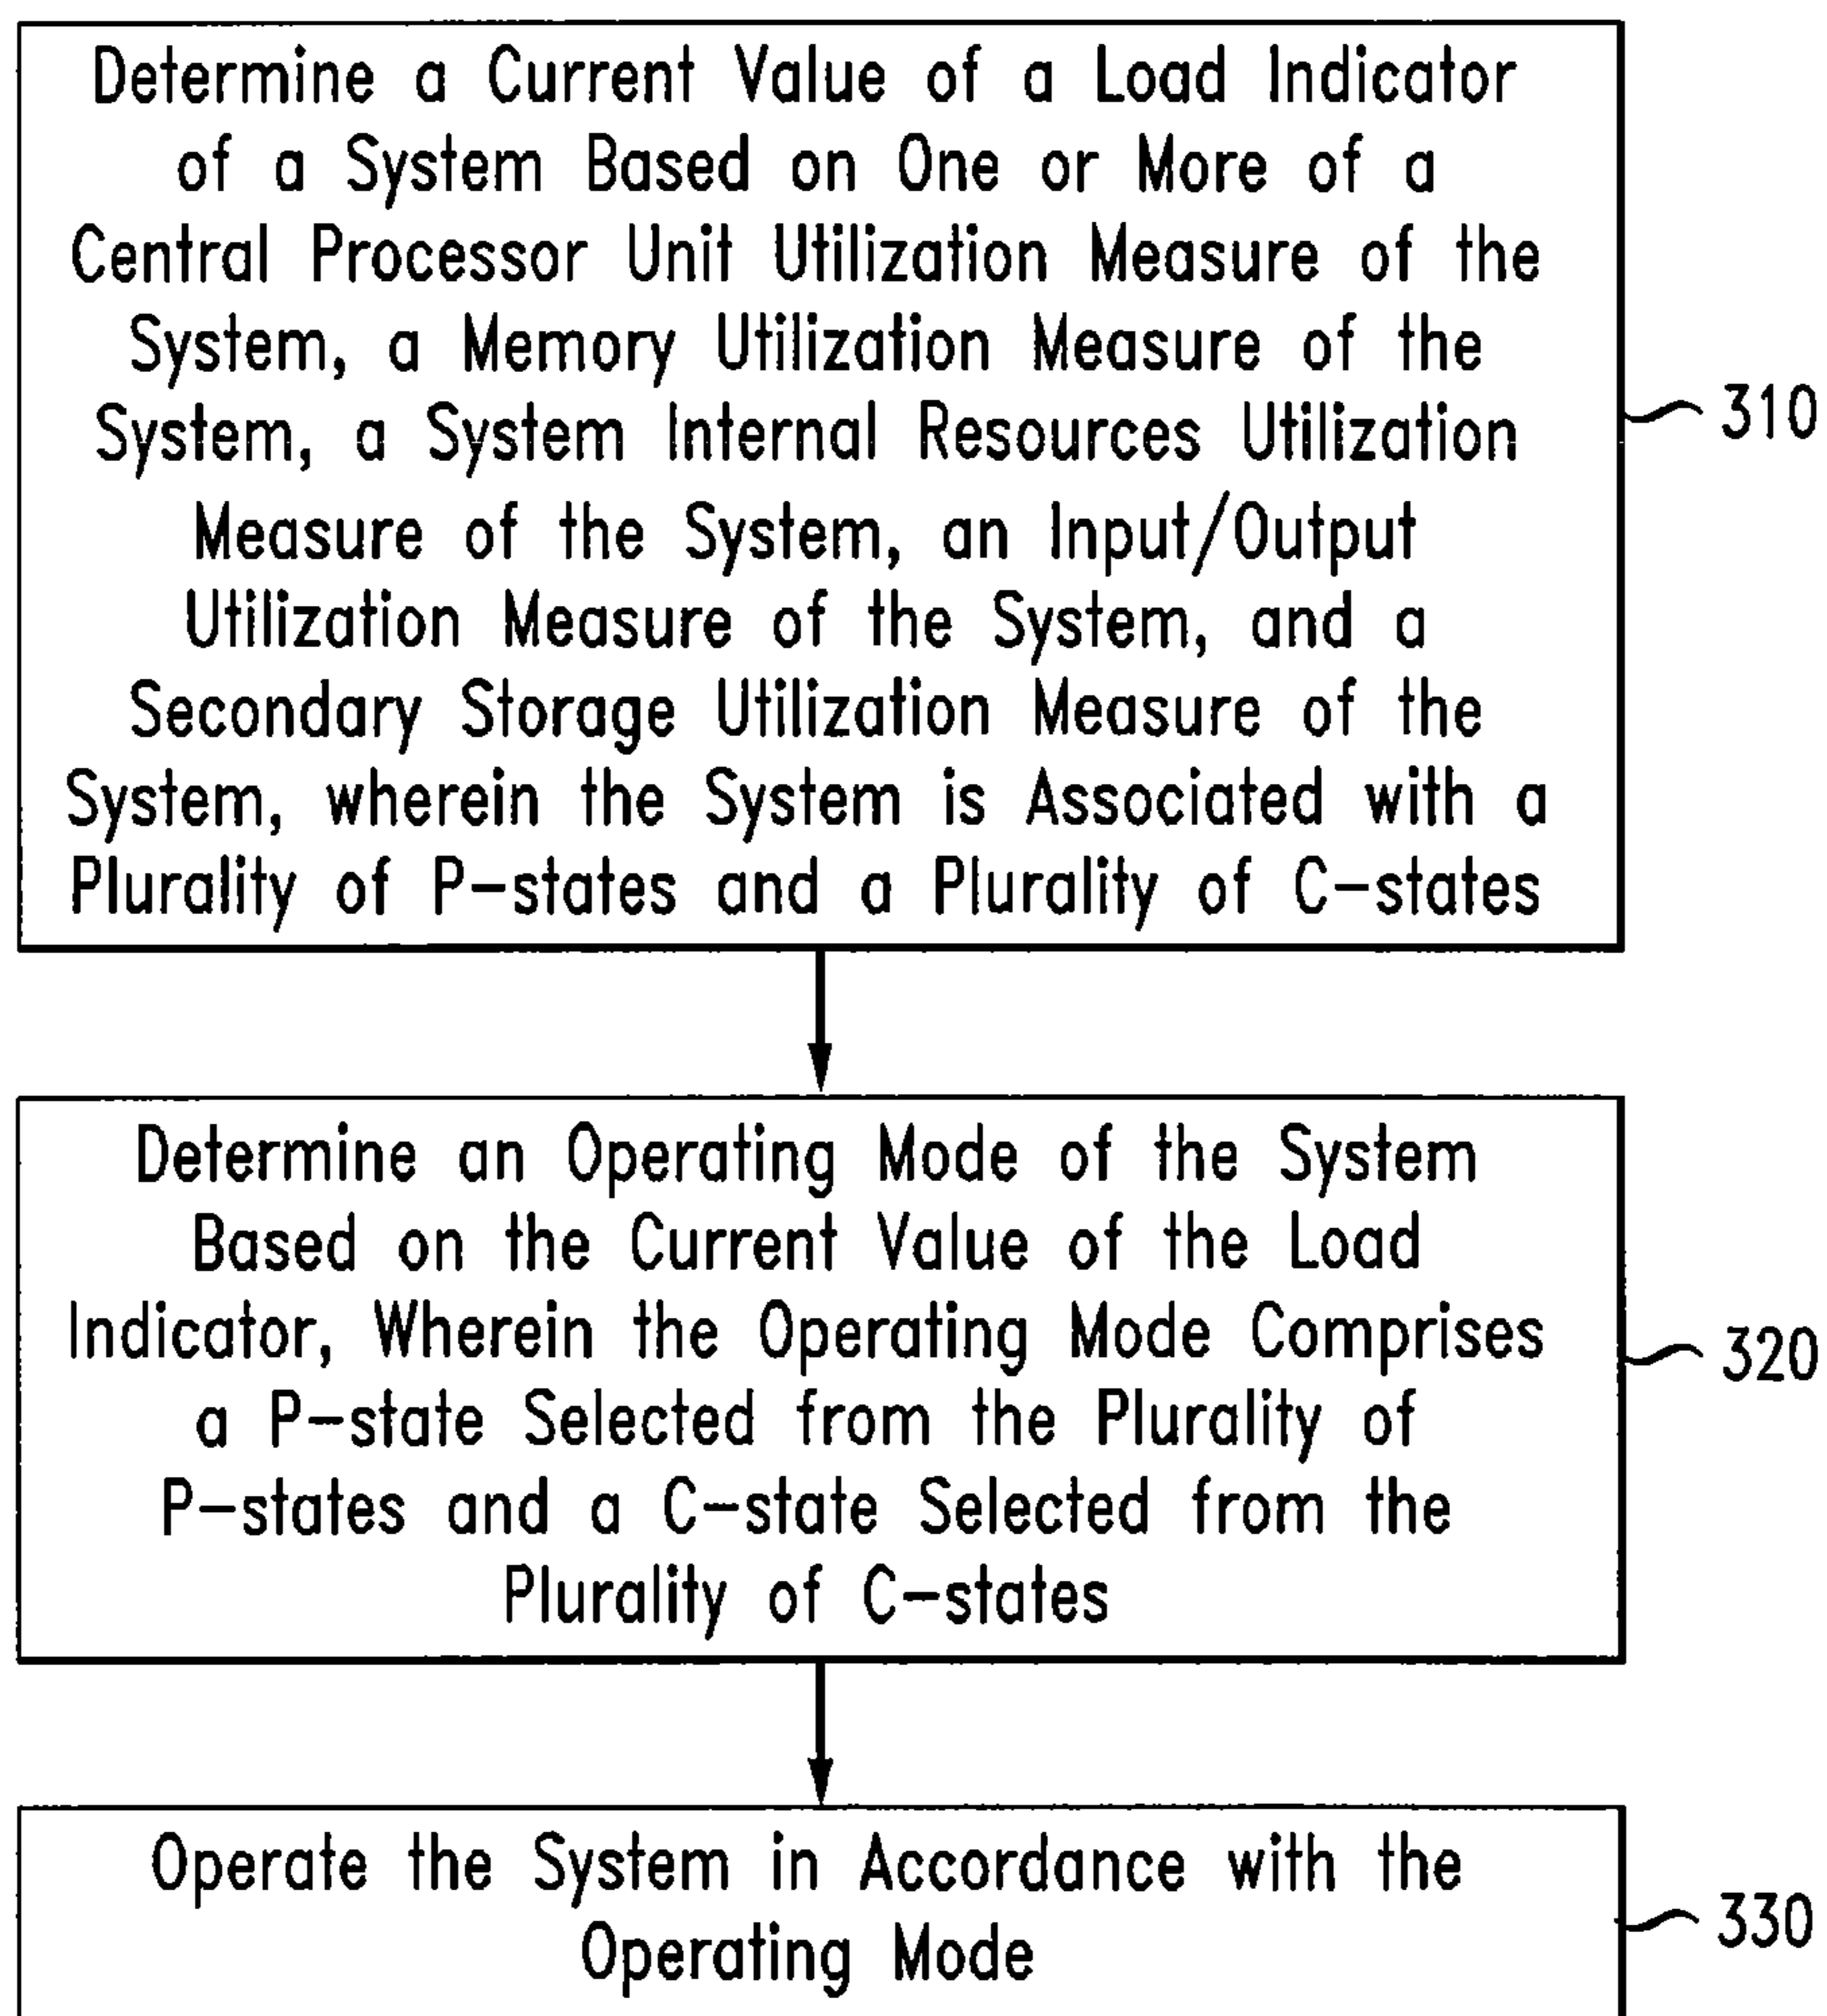 Determine a Current Value of a Load Indicator
of a System Based on One or More of a
Central Processor Unit Utilization Measure of the
System, a Memory Utilization Measure of the
System, a System Internal Resources Utilization
Measure of the System, an Input/Output
Utilization Measure of the System, and a
Secondary Storage Utilization Measure of the
System, wherein the System is Associated with a
Plurality of P-states and a Plurality of C-states
310
Determine an Operating Mode of the System
Based on the Current Value of the Load
Indicator, Wherein the Operating Mode Comprises
a P-state Selected from the Plurality of
P-states and a C-state Selected from the
Plurality of C-states
320
Operate the System in Accordance with the
Operating Mode
330